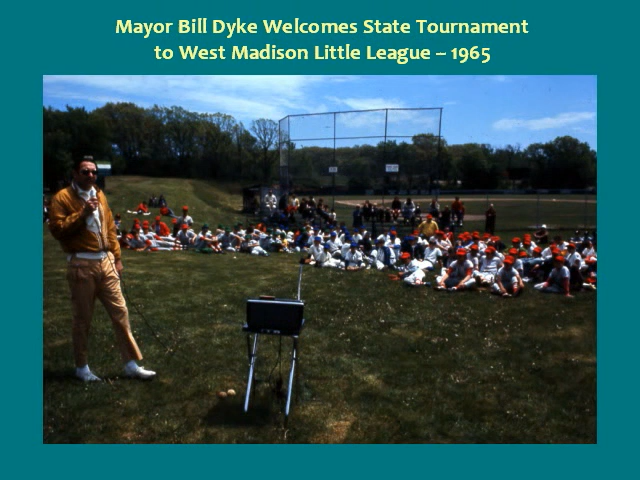 Mayor Bill Dyke Welcomes State Tournament
to West Madison Little League – 1965